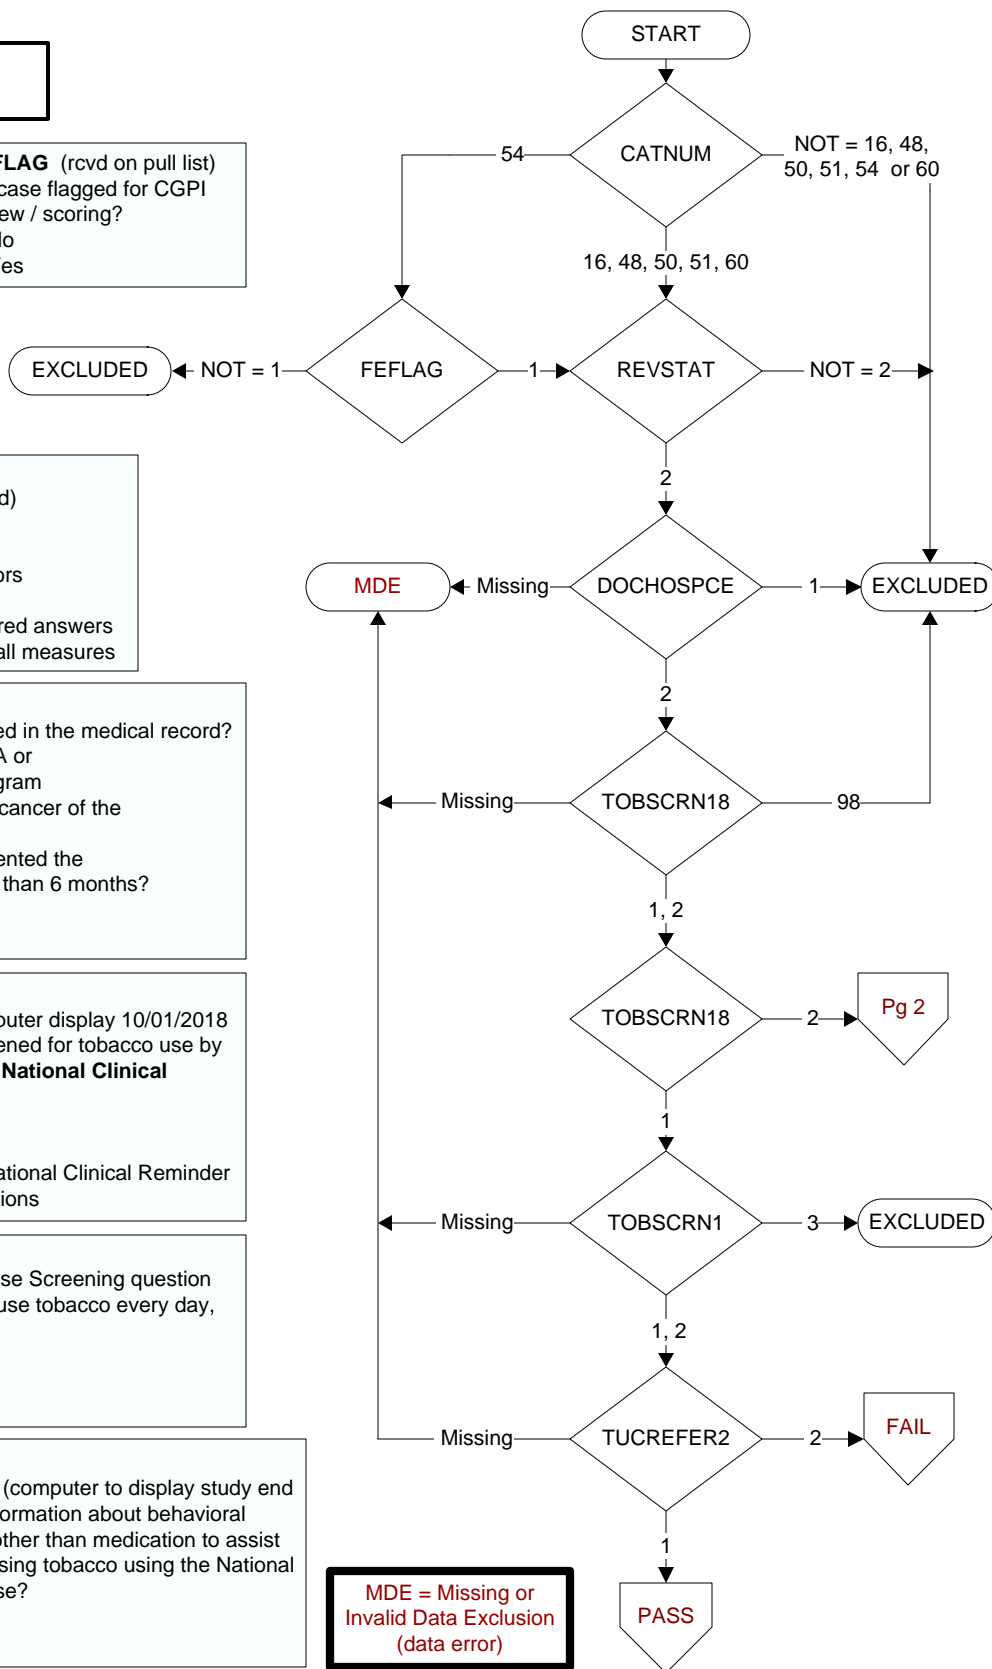 START
CATNUM
54
NOT = 16, 48,
50, 51, 54 or 60
16, 48, 50, 51, 60
FLAG (rcvd on pull list)
case flagged for CGPI
ew / scoring?
lo
es
EXCLUDED
NOT = 1
FEFLAG
1
REVSTAT
NOT = 2
2
d)
ors
red answers
all measures
MDE
Missing
DOCHOSPCE
1
EXCLUDED
2
ed in the medical record?
A or
gram
cancer of the
ented the
than 6 months?
Missing
TOBSCRN18
98
1, 2
outer display 10/01/2018
ened for tobacco use by
National Clinical
ational Clinical Reminder
ions
TOBSCRN18
2
Pg 2
1
Missing
TOBSCRN1
3
EXCLUDED
se Screening question
use tobacco every day,
1, 2
Missing
TUCREFER2
2
FAIL
(computer to display study end
ormation about behavioral
other than medication to assist
sing tobacco using the National
se?
1
PASS
MDE = Missing or
Invalid Data Exclusion
(data error)